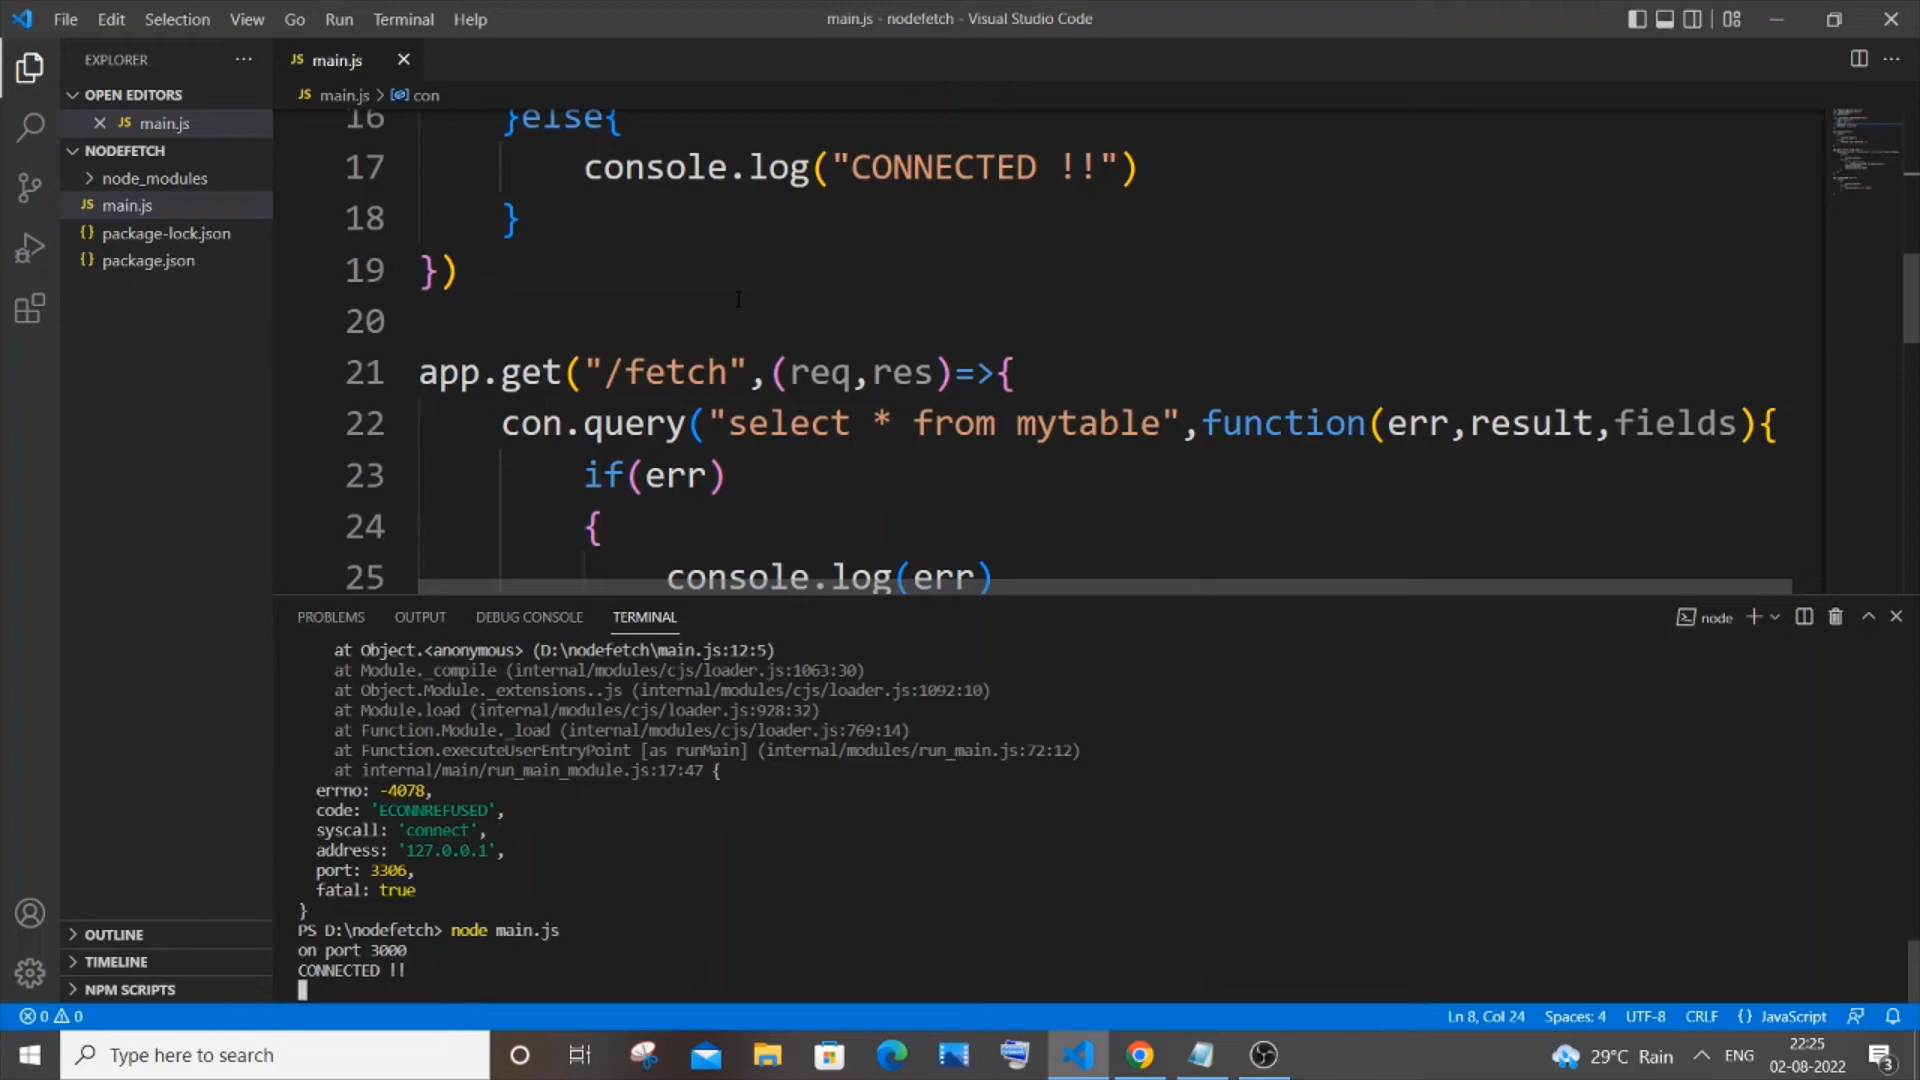 File Edit Selection View Go Run Terminal Help
main.js - nodefetch - Visual Studio Code
EXPLORER
OPEN EDITORS
JS main.js
NODEFETCH
node_modules
JS main.js
{} package-lock.json
{} package.json
OUTLINE
TIMELINE
NPM SCRIPTS
JS main.js
JS main.js > con
16 }else{
17 console.log("CONNECTED !!")
18 }
19 })
20
21 app.get("/fetch",(req,res)=>{
22 con.query("select * from mytable",function(err,result,fields){
23 if(err)
24 {
25 console.log(err)
PROBLEMS OUTPUT DEBUG CONSOLE TERMINAL
node
at Object.<anonymous> (D:\nodefetch\main.js:12:5)
at Module._compile (internal/modules/cjs/loader.js:1063:30)
at Object.Module._extensions..js (internal/modules/cjs/loader.js:1092:10)
at Module.load (internal/modules/cjs/loader.js:928:32)
at Function.Module._load (internal/modules/cjs/loader.js:769:14)
at Function.executeUserEntryPoint [as runMain] (internal/modules/run_main.js:72:12)
at internal/main/run_main_module.js:17:47 {
errno: -4078,
code: 'ECONNREFUSED',
syscall: 'connect',
address: '127.0.0.1',
port: 3306,
fatal: true
}
PS D:\nodefetch> node main.js
on port 3000
CONNECTED !!
0 0
Ln 8, Col 24 Spaces: 4 UTF-8 CRLF {} JavaScript
Type here to search
29°C Rain
ENG
22:25
02-08-2022
3